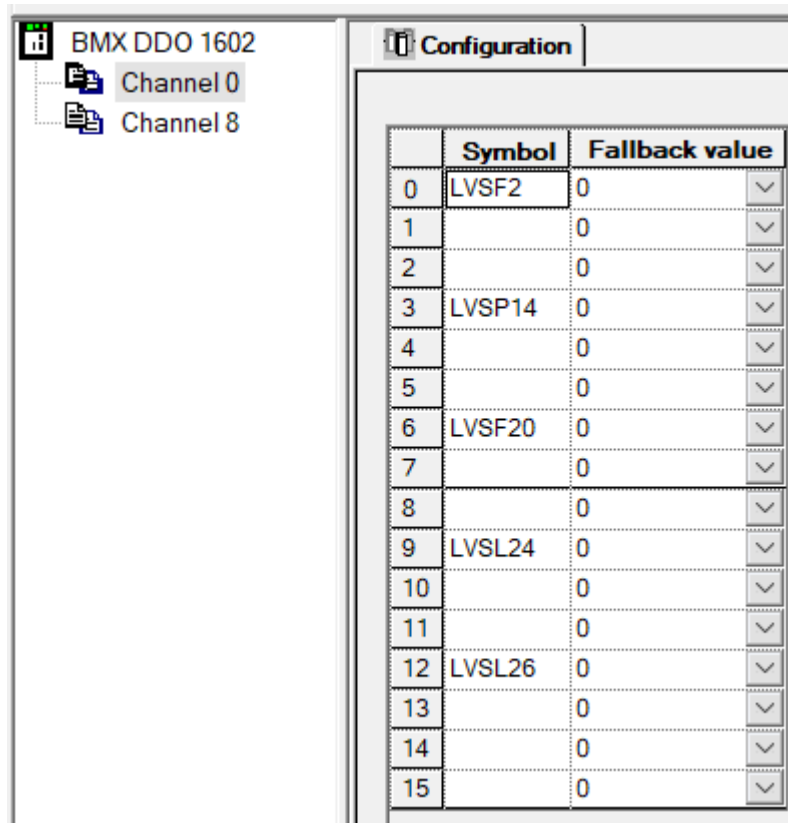 BMX DDO 1602
Channel 0
Channel 8
Configuration
Symbol Fallback value
0 LVSF2 0
1 0
2 0
3 LVSP14 0
4 0
5 0
6 LVSF20 0
7 0
8 0
9 LVSL24 0
10 0
11 0
12 LVSL26 0
13 0
14 0
15 0